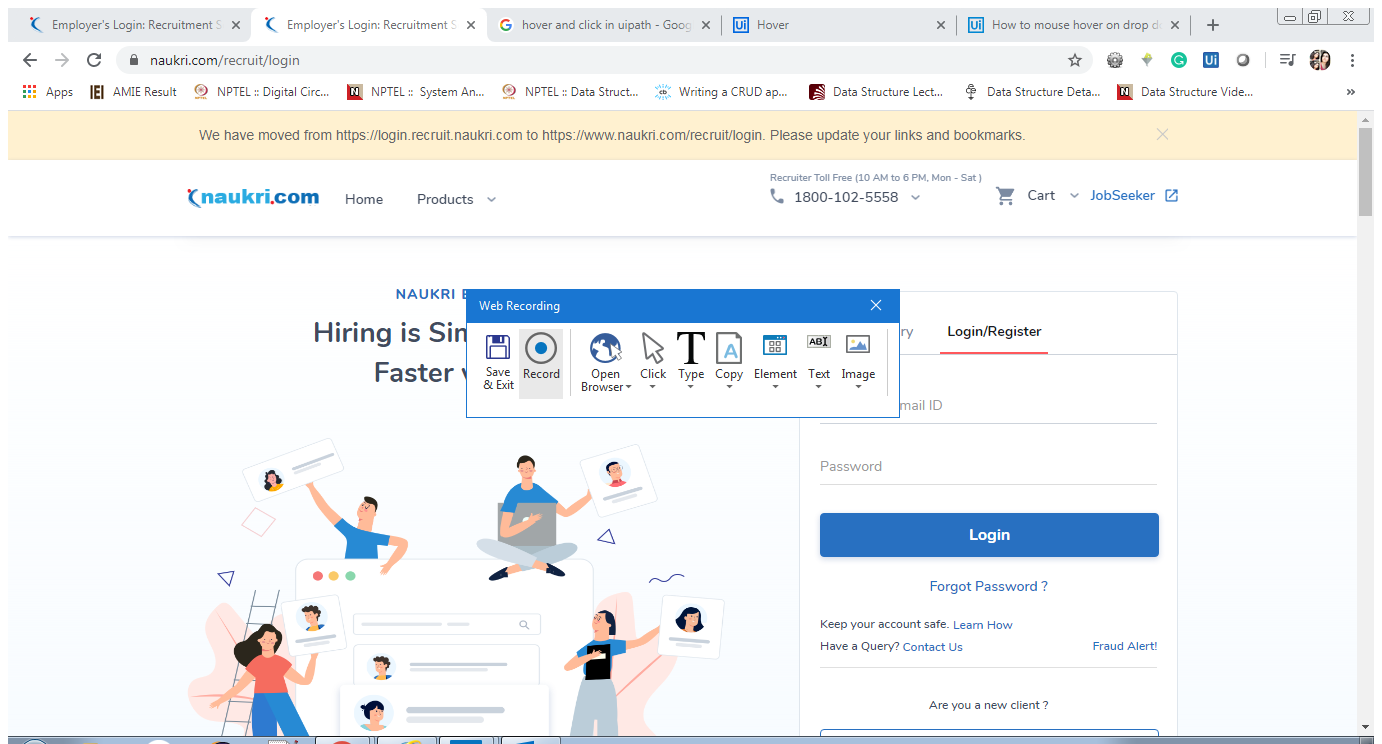 Employer's Login: Recruitment S
Employer's Login: Recruitment S
hover and click in uipath - Goog
Ui Hover
Ui How to mouse hover on drop d
naukri.com/recruit/login
Ui
Apps
IEI AMIE Result
NPTEL :: Digital Circ...
N NPTEL :: System An...
NPTEL :: Data Struct...
Writing a CRUD ap...
Data Structure Lect...
Data Structure Deta...
N Data Structure Vide...
»
We have moved from https://login.recruit.naukri.com to https://www.naukri.com/recruit/login. Please update your links and bookmarks.
naukri.com
Home
Products
Recruiter Toll Free (10 AM to 6 PM, Mon - Sat )
1800-102-5558
Cart
JobSeeker
NAUKRI
Hiring is
Faster
Web Recording
Save
& Exit
Record
Open
Browser
Click
T
Type
A
Copy
Element
AB
Text
Image
ry
Login/Register
mail ID
Password
Login
Forgot Password ?
Keep your account safe. Learn How
Have a Query? Contact Us
Fraud Alert!
Are you a new client ?